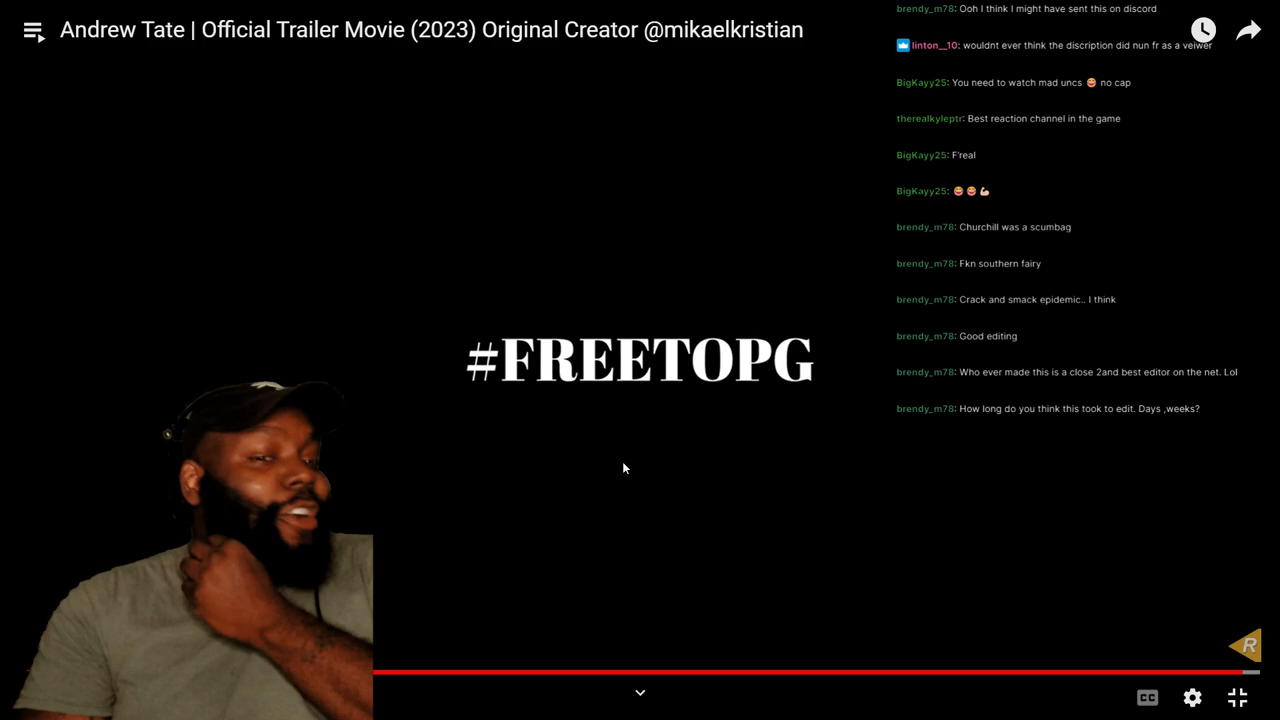 Andrew Tate | Official Trailer Movie (2023) Original Creator @mikaelkristian
brendy_m78: Ooh I think I might have sent this on discord
linton__10: wouldnt ever think the discription did nun fr as a veiwer
BigKayy25: You need to watch mad uncs 😂 no cap
therealkyleptr: Best reaction channel in the game
BigKayy25: F'real
BigKayy25: 😂😂💪🏻
brendy_m78: Churchill was a scumbag
brendy_m78: Fkn southern fairy
brendy_m78: Crack and smack epidemic.. I think
brendy_m78: Good editing
brendy_m78: Who ever made this is a close 2and best editor on the net. Lol
brendy_m78: How long do you think this took to edit. Days ,weeks?
#FREETOPG
R
CC